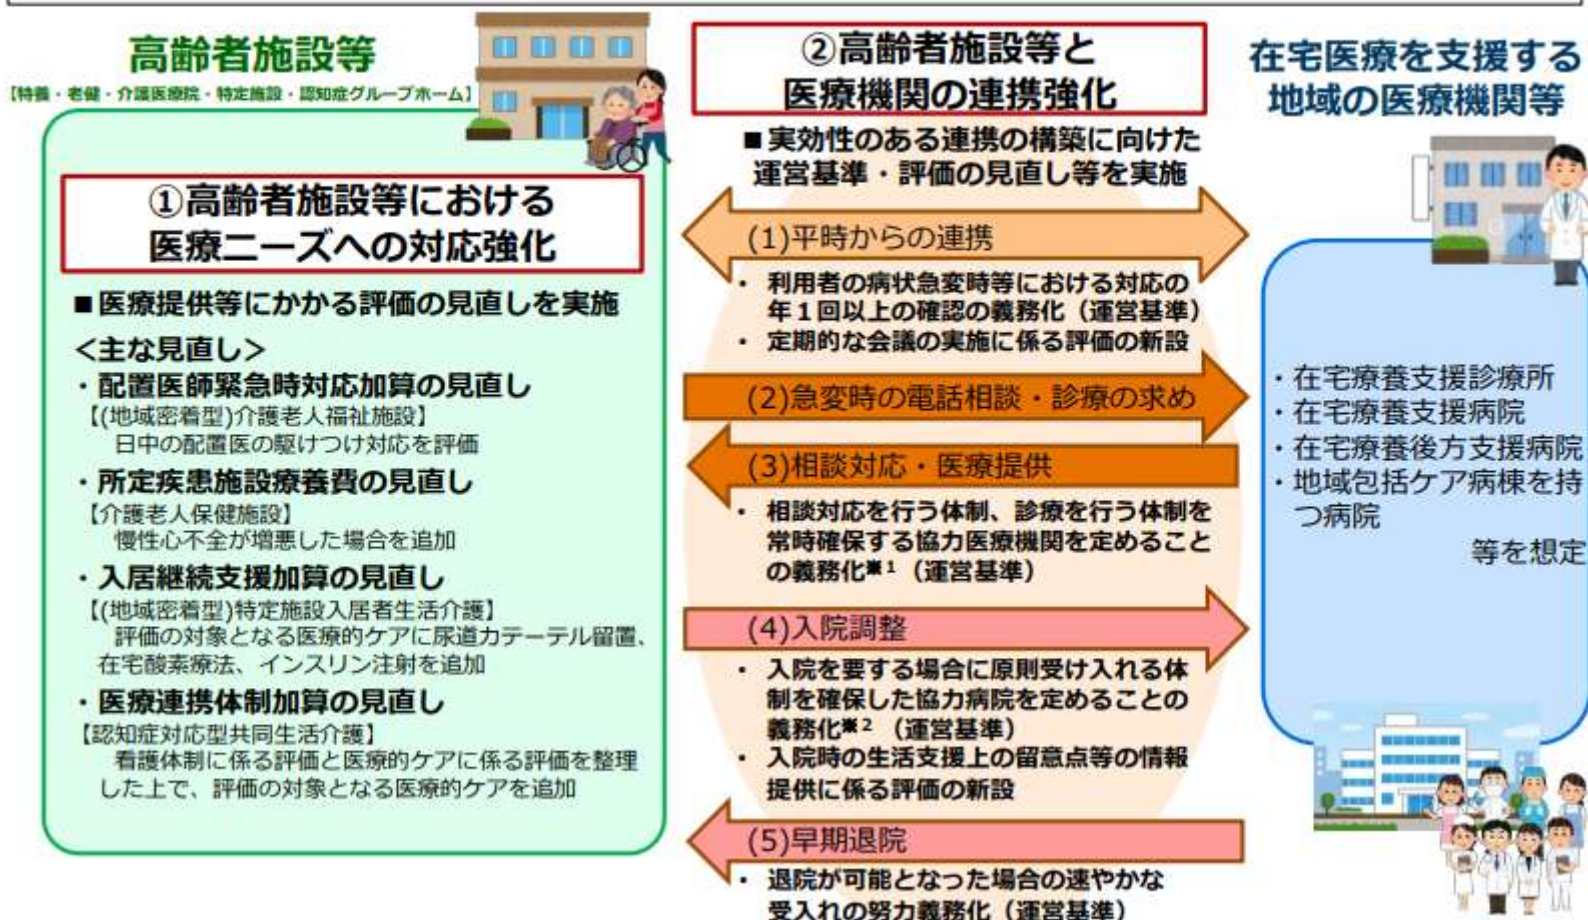 高齢者施設等
【特養・老健・介護医療院・特定施設・認知症グループホーム】
①高齢者施設等における
医療ニーズへの対応強化
■医療提供等にかかる評価の見直しを実施
<主な見直し>
・配置医師緊急時対応加算の見直し
【(地域密着型)介護老人福祉施設】
日中の配置医の駆けつけ対応を評価
・所定疾患施設療養費の見直し
【介護老人保健施設】
慢性心不全が増悪した場合を追加
・入居継続支援加算の見直し
【(地域密着型)特定施設入居者生活介護】
評価の対象となる医療的ケアに尿道カテーテル留置、
在宅酸素療法、インスリン注射を追加
・医療連携体制加算の見直し
【認知症対応型共同生活介護】
看護体制に係る評価と医療的ケアに係る評価を整理
した上で、評価の対象となる医療的ケアを追加
②高齢者施設等と
医療機関の連携強化
■実効性のある連携の構築に向けた
運営基準・評価の見直し等を実施
(1)平時からの連携
・ 利用者の病状急変時等における対応の
年1回以上の確認の義務化（運営基準）
・ 定期的な会議の実施に係る評価の新設
(2)急変時の電話相談・診療の求め
(3)相談対応・医療提供
・ 相談対応を行う体制、診療を行う体制を
常時確保する協力医療機関を定めること
の義務化※1（運営基準）
(4)入院調整
・ 入院を要する場合に原則受け入れる体
制を確保した協力病院を定めることの
義務化※2（運営基準）
・ 入院時の生活支援上の留意点等の情報
提供に係る評価の新設
(5)早期退院
・ 退院が可能となった場合の速やかな
受入れの努力義務化（運営基準）
在宅医療を支援する
地域の医療機関等
・在宅療養支援診療所
・在宅療養支援病院
・在宅療養後方支援病院
・地域包括ケア病棟を持
つ病院
等を想定